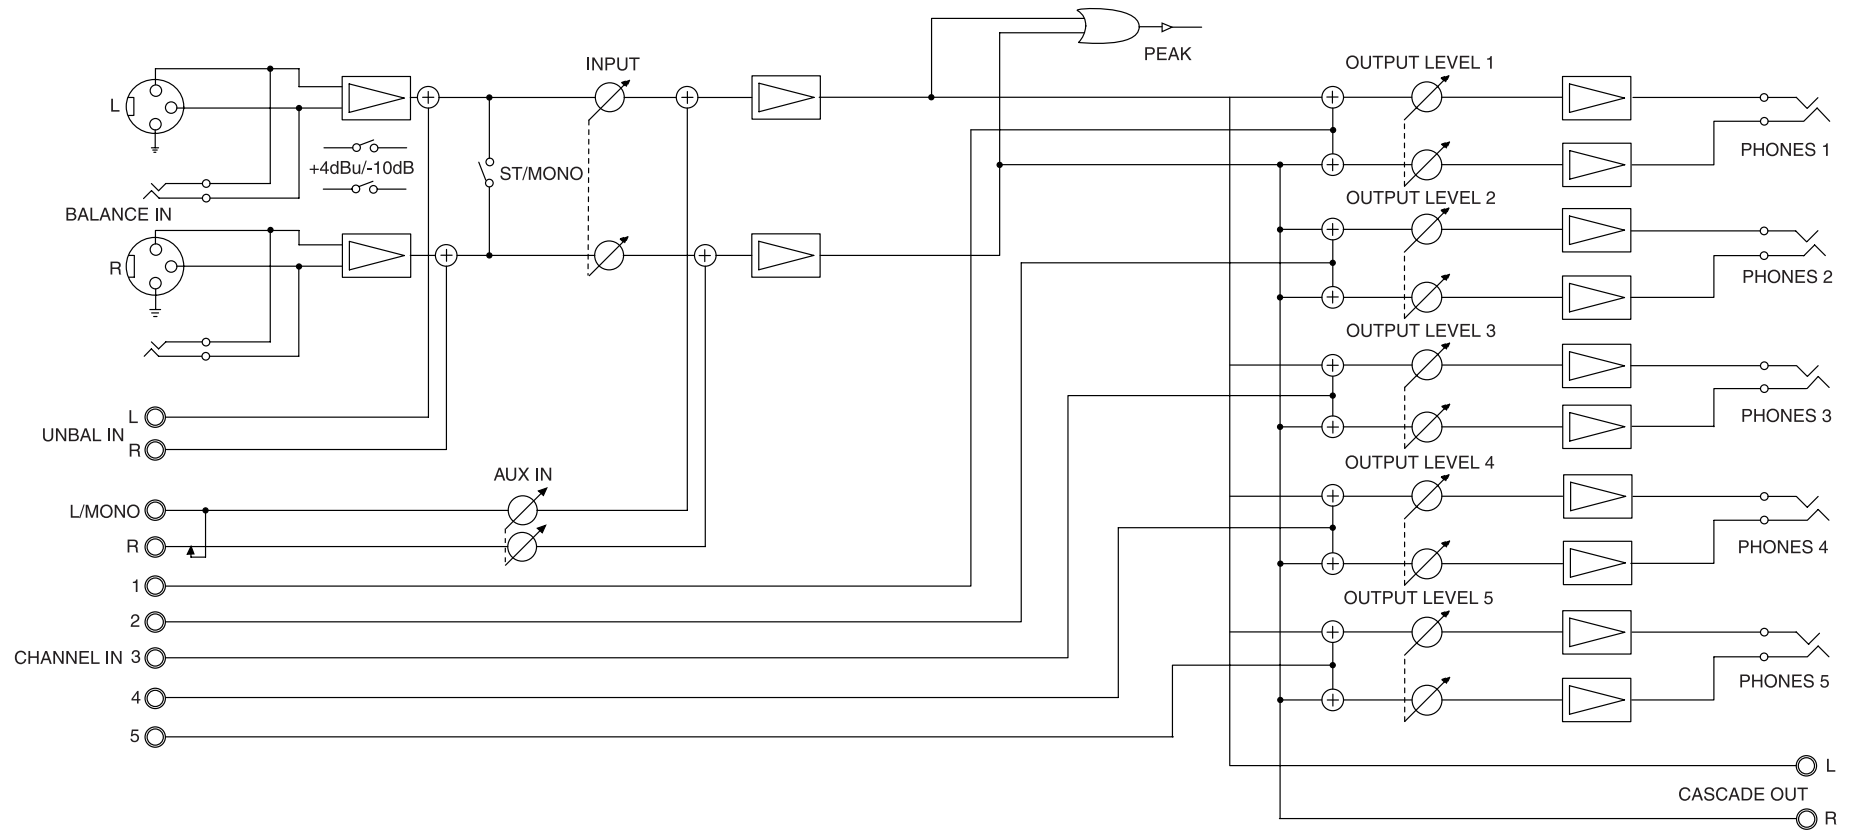 PEAK
INPUT
OUTPUT LEVEL 1
L
+4dBu/-10dB
ST/MONO
PHONES 1
BALANCE IN
OUTPUT LEVEL 2
R
PHONES 2
OUTPUT LEVEL 3
L
UNBAL IN
R
PHONES 3
AUX IN
OUTPUT LEVEL 4
L/MONO
R
PHONES 4
1
OUTPUT LEVEL 5
2
CHANNEL IN 3
PHONES 5
4
5
L
CASCADE OUT
R